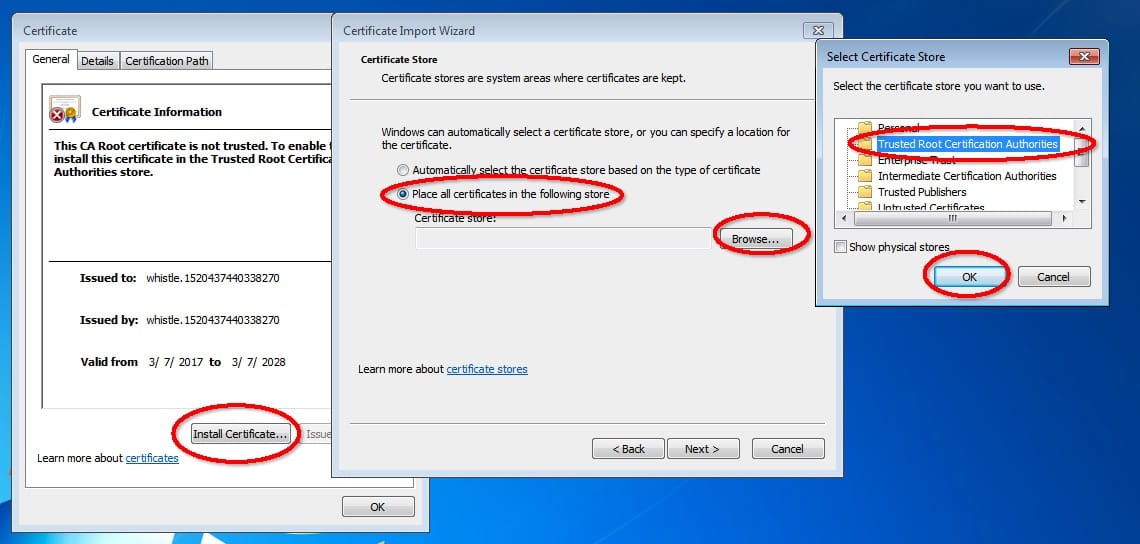 Certificate
General
Details
Certification Path
Certificate Information
This CA Root certificate is not trusted. To enable
install this certificate in the Trusted Root Certifica
Authorities store.
Issued to: whistle.1520437440338270
Issued by: whistle.1520437440338270
Valid from 3/ 7/ 2017 to 3/ 7/ 2028
Install Certificate...
Issue
Learn more about certificates
OK
Certificate Import Wizard
Certificate Store
Certificate stores are system areas where certificates are kept.
Windows can automatically select a certificate store, or you can specify a location for
the certificate.
Automatically select the certificate store based on the type of certificate
Place all certificates in the following store
Certificate store:
Browse...
Learn more about certificate stores
< Back
Next >
Cancel
Select Certificate Store
Select the certificate store you want to use.
Personal
Trusted Root Certification Authorities
Enterprise Trust
Intermediate Certification Authorities
Trusted Publishers
Untrusted Certificates
Show physical stores
OK
Cancel